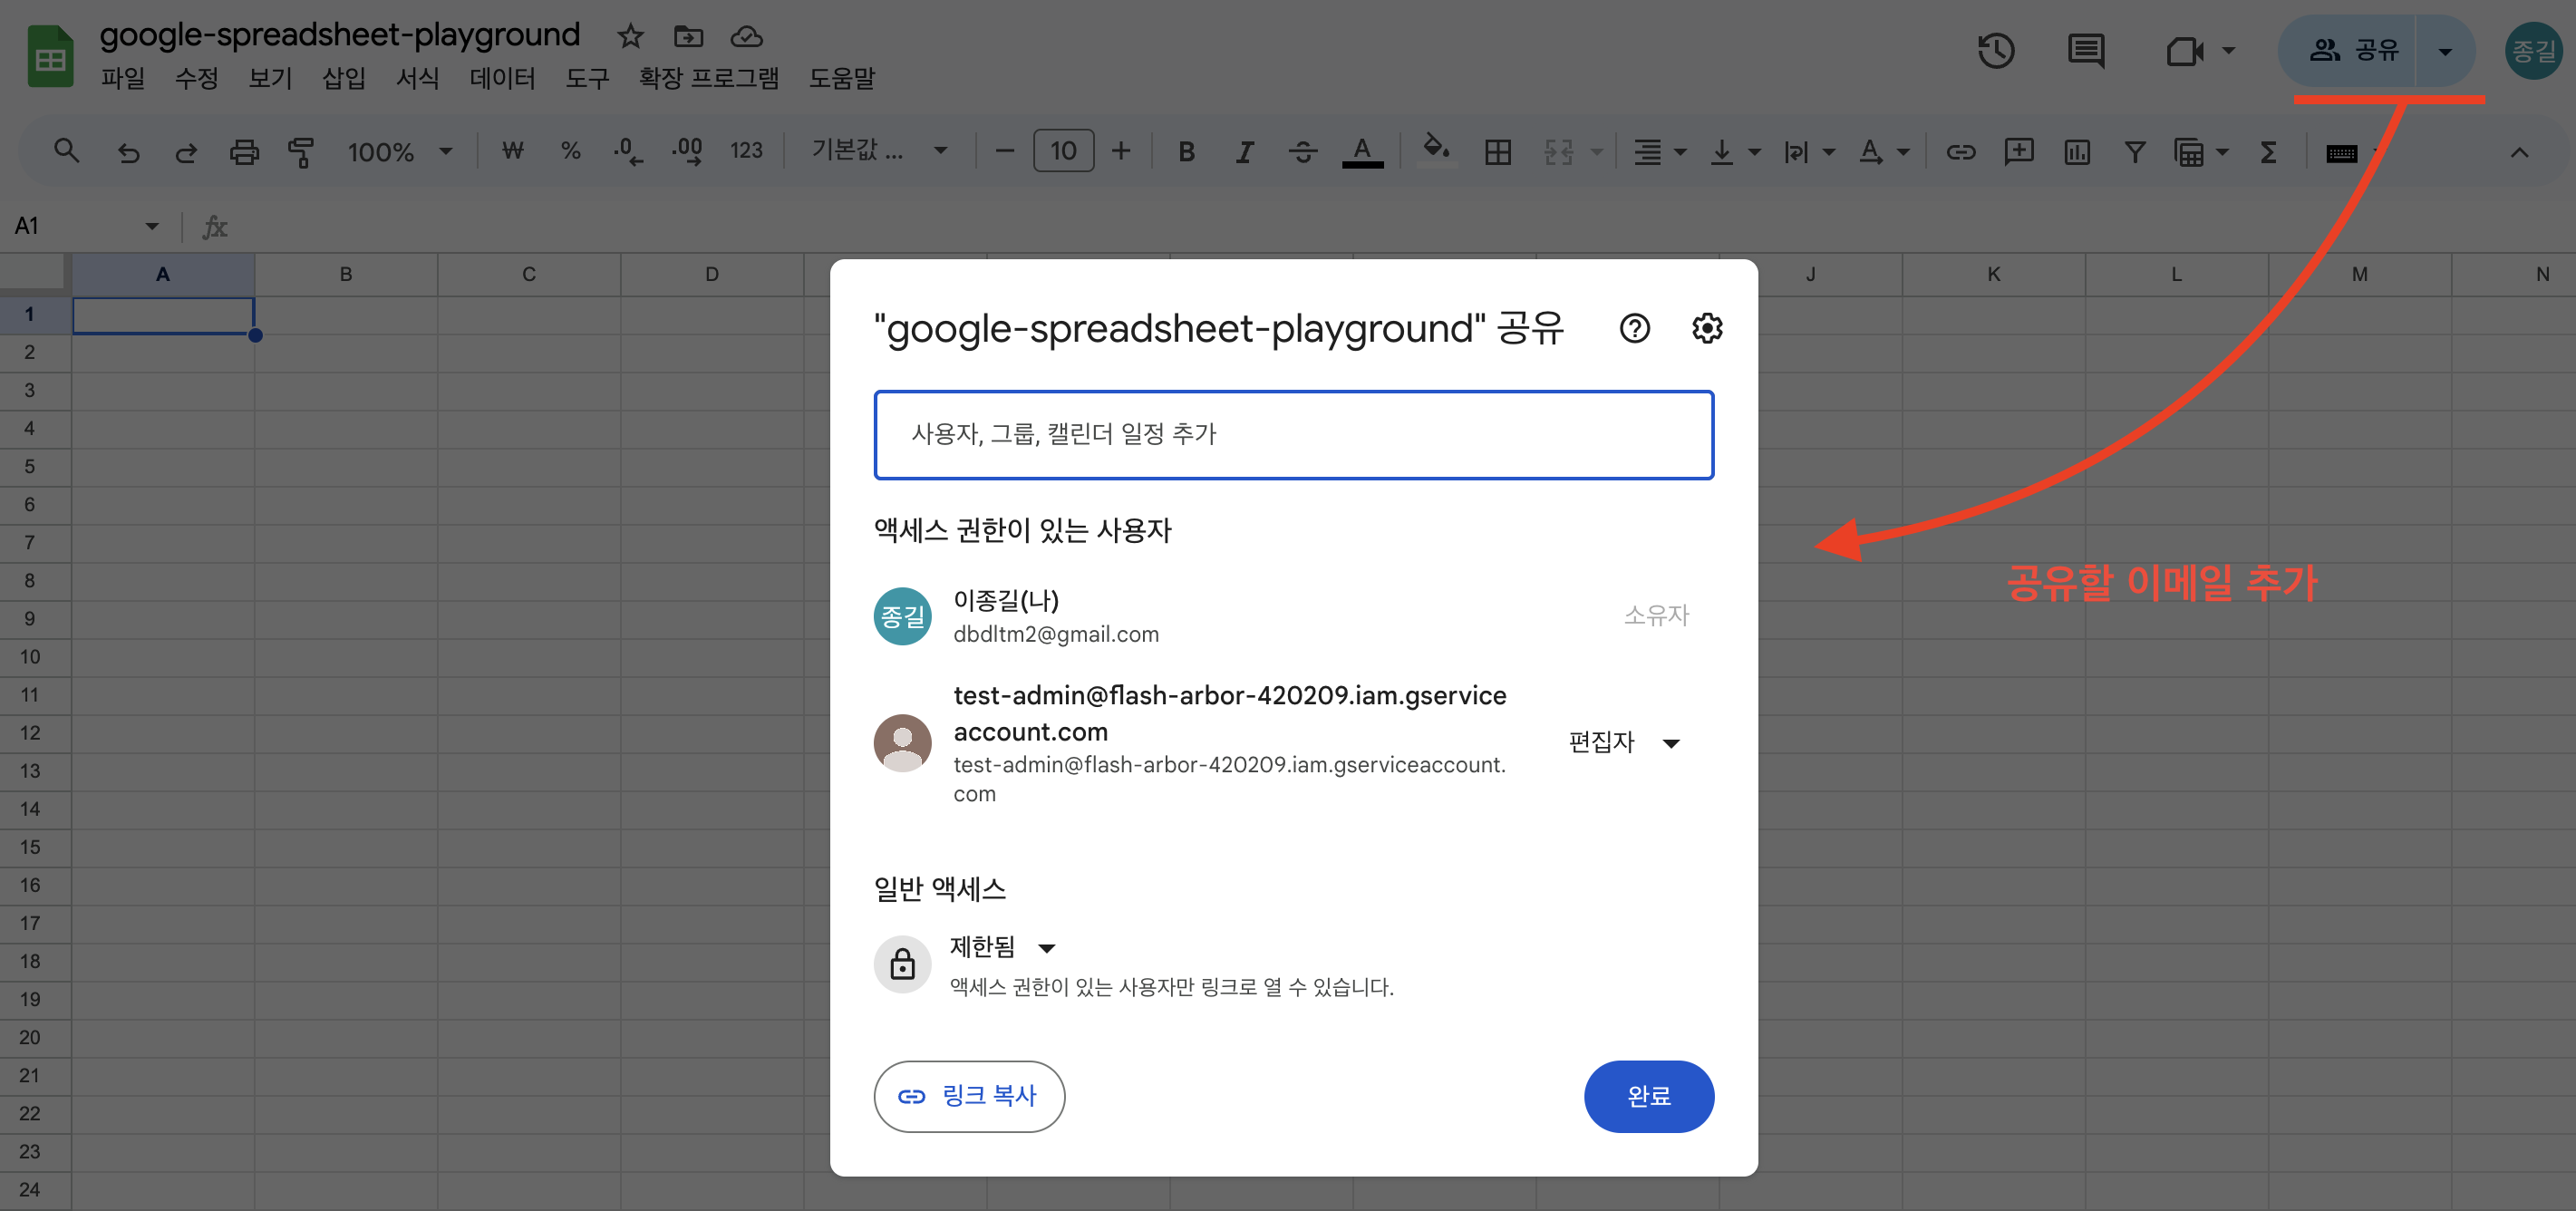 google-spreadsheet-playground
파일 수정 보기 삽입 서식 데이터 도구 확장 프로그램 도움말
공유
종길
100% ₩ % .0 .00 123 기본값 ... 10 B I A A Σ
A1 fx
A B C D J K L M N
1
2
3
4
5
6
7
8
9
10
11
12
13
14
15
16
17
18
19
20
21
22
23
24
"google-spreadsheet-playground" 공유
사용자, 그룹, 캘린더 일정 추가
액세스 권한이 있는 사용자
종길
이종길(나)
dbdltm2@gmail.com
소유자
test-admin@flash-arbor-420209.iam.gservice
account.com
test-admin@flash-arbor-420209.iam.gserviceaccount.
com
편집자
일반 액세스
제한됨
액세스 권한이 있는 사용자만 링크로 열 수 있습니다.
링크 복사
완료
공유할 이메일 추가